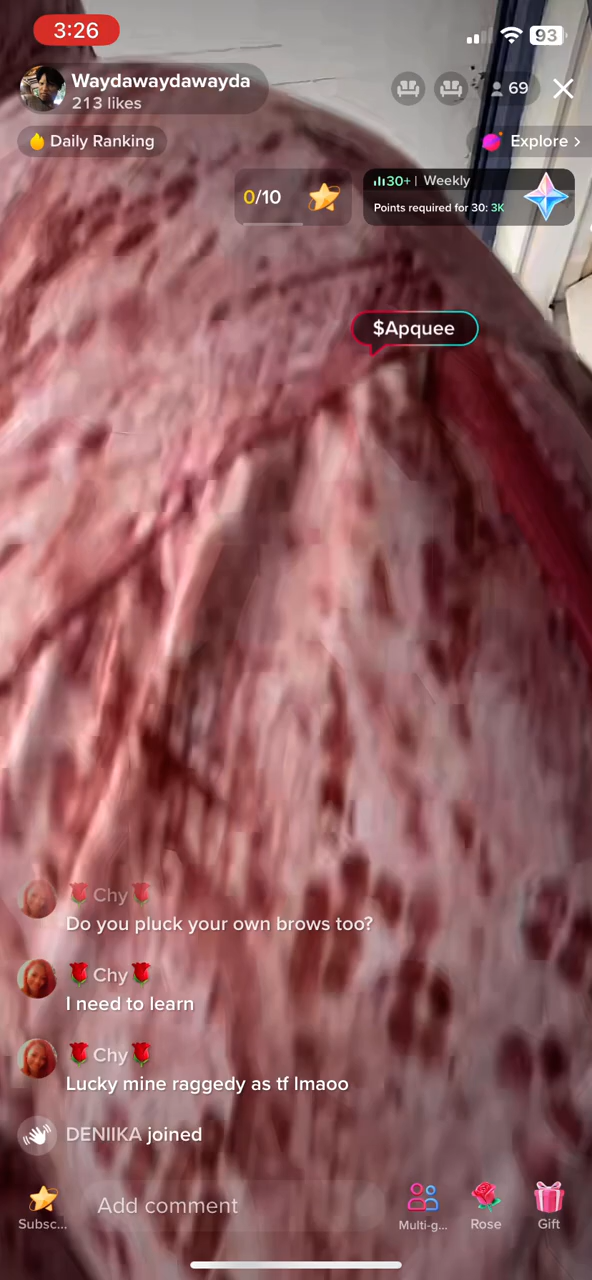 3:26
93
Waydawaydawayda
213 likes
69
Daily Ranking
Explore >
0/10
30+ | Weekly
Points required for 30: 3K
$Apquee
🌹Chy🌹
Do you pluck your own brows too?
🌹Chy🌹
I need to learn
🌹Chy🌹
Lucky mine raggedy as tf lmaoo
DENIIKA joined
Add comment
Subsc...
Multi-g...
Rose
Gift